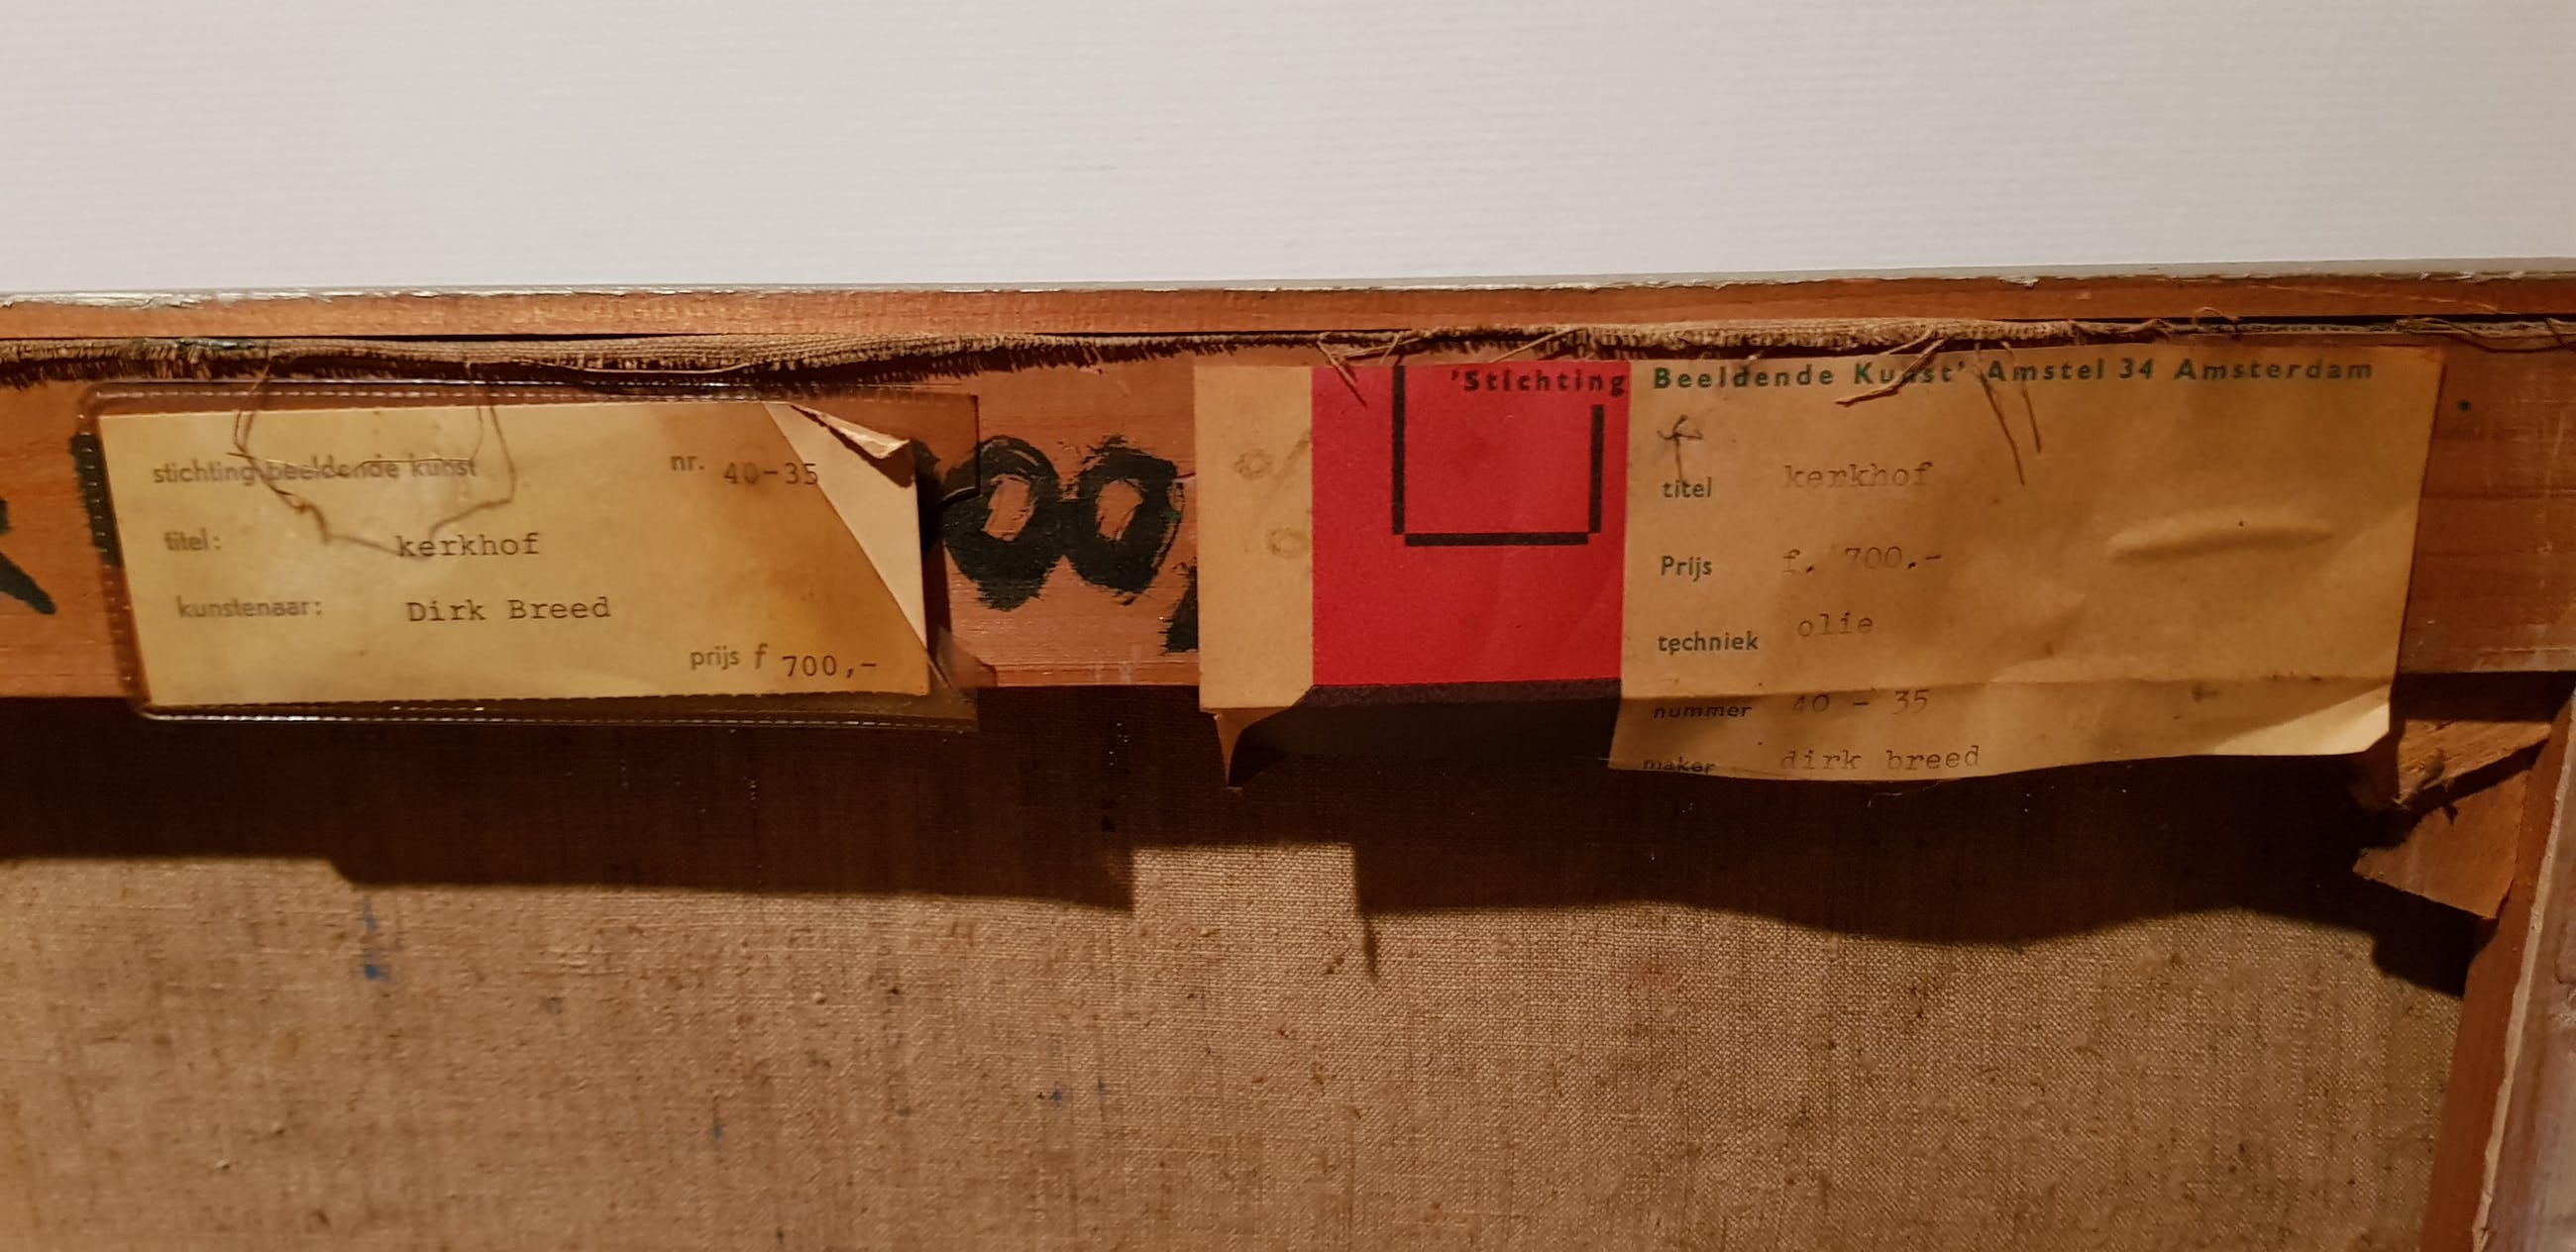 stichting beeldende kunst nr. 40-35
titel: kerkhof
kunstenaar: Dirk Breed
prijs f 700,-
00
'Stichting Beeldende Kunst' Amstel 34 Amsterdam
titel kerkhof
Prijs f. 700.-
techniek olie
nummer 40 - 35
maker dirk breed